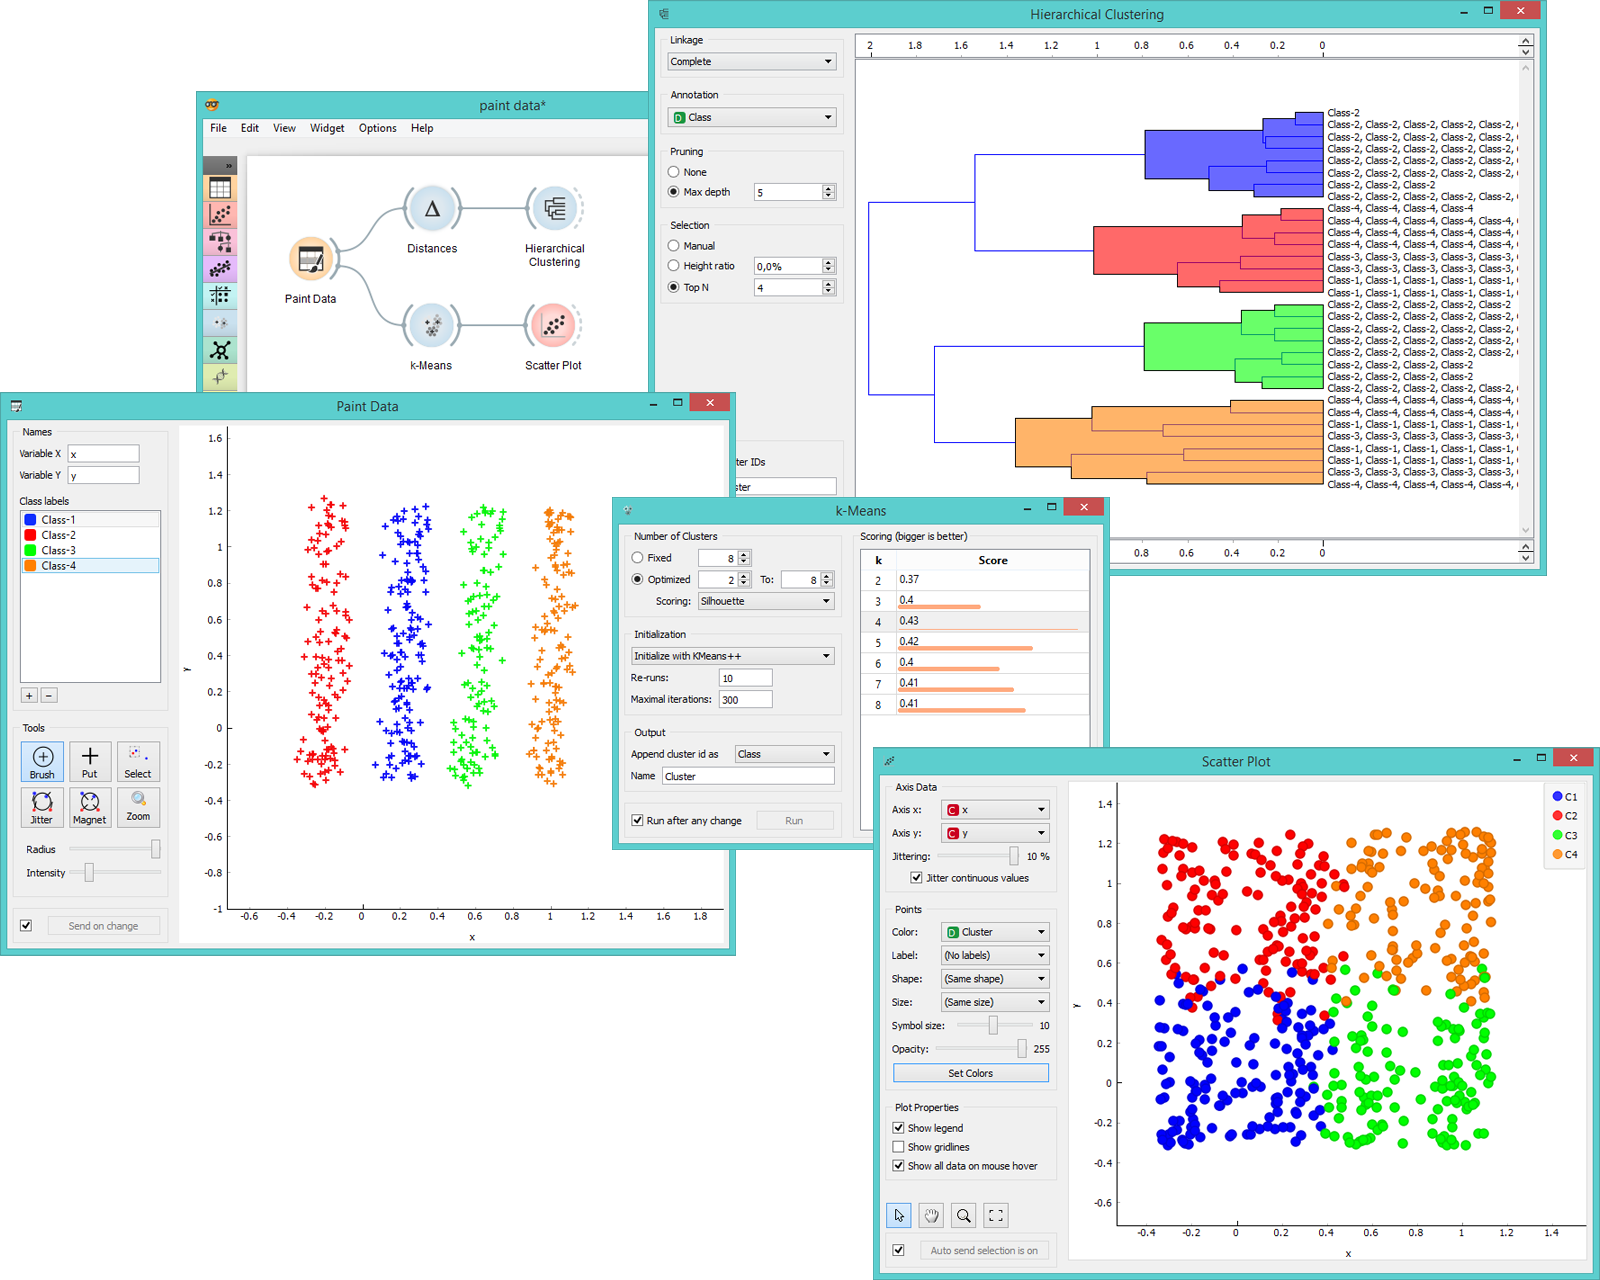 Hierarchical Clustering
Linkage
Complete
Annotation
D Class
Pruning
None
Max depth 5
Selection
Manual
Height ratio 0,0%
Top N 4
2 1.8 1.6 1.4 1.2 1 0.8 0.6 0.4 0.2 0
Class-2
Class-2, Class-2, Class-2, Class-2, Class-2,
Class-2, Class-2, Class-2, Class-2, Class-2,
Class-2, Class-2, Class-2, Class-2, Class-2,
Class-2, Class-2, Class-2, Class-2, Class-2,
Class-2, Class-2, Class-2, Class-2, Class-2,
Class-2, Class-2, Class-2
Class-2, Class-2, Class-2, Class-2, Class-2,
Class-4, Class-4, Class-4, Class-4
Class-4, Class-4, Class-4, Class-4, Class-4,
Class-4, Class-4, Class-4, Class-4, Class-4,
Class-4, Class-4, Class-4, Class-4, Class-4,
Class-3, Class-3, Class-3, Class-3, Class-3,
Class-3, Class-3, Class-3, Class-3, Class-3,
Class-1, Class-1, Class-1, Class-1, Class-1,
Class-1, Class-1, Class-1, Class-1, Class-1,
Class-2, Class-2, Class-2, Class-2, Class-2
Class-2, Class-2, Class-2, Class-2, Class-2,
Class-2, Class-2, Class-2, Class-2, Class-2,
Class-2, Class-2, Class-2, Class-2, Class-2,
Class-2, Class-2, Class-2, Class-2, Class-2,
Class-2, Class-2, Class-2, Class-2
Class-2, Class-2, Class-2, Class-2
Class-2, Class-2, Class-2, Class-2, Class-2,
Class-4, Class-4, Class-4, Class-4, Class-4,
Class-4, Class-4, Class-4, Class-4, Class-4,
Class-1, Class-1, Class-1, Class-1, Class-1,
Class-3, Class-3, Class-3, Class-3, Class-3,
Class-1, Class-1, Class-1, Class-1, Class-1,
Class-1, Class-1, Class-1, Class-1, Class-1,
Class-3, Class-3, Class-3, Class-3, Class-3,
Class-4, Class-4, Class-4, Class-4, Class-4,
0.8 0.6 0.4 0.2 0
ter IDs
ster
paint data*
File Edit View Widget Options Help
»
Paint Data
Distances
Hierarchical
Clustering
k-Means
Scatter Plot
Paint Data
Names
Variable X x
Variable Y y
Class labels
Class-1
Class-2
Class-3
Class-4
+ −
Tools
Brush Put Select
Jitter Magnet Zoom
Radius
Intensity
Send on change
1.6
1.4
1.2
1
0.8
0.6
0.4
0.2
0
-0.2
-0.4
-0.6
-0.8
-1
y
-0.6 -0.4 -0.2 0 0.2 0.4 0.6 0.8 1 1.2 1.4 1.6 1.8
x
k-Means
Number of Clusters
Fixed 8
Optimized 2 To: 8
Scoring: Silhouette
Initialization
Initialize with KMeans++
Re-runs: 10
Maximal iterations: 300
Output
Append cluster id as Class
Name Cluster
Run after any change Run
Scoring (bigger is better)
k Score
2 0.37
3 0.4
4 0.43
5 0.42
6 0.4
7 0.41
8 0.41
Scatter Plot
Axis Data
Axis x: C x
Axis y: C y
Jittering: 10 %
Jitter continuous values
Points
Color: D Cluster
Label: (No labels)
Shape: (Same shape)
Size: (Same size)
Symbol size: 10
Opacity: 255
Set Colors
Plot Properties
Show legend
Show gridlines
Show all data on mouse hover
Auto send selection is on
1.4
1.2
1
0.8
0.6
0.4
0.2
0
-0.2
-0.4
-0.6
y
-0.4 -0.2 0 0.2 0.4 0.6 0.8 1 1.2 1.4
x
C1
C2
C3
C4